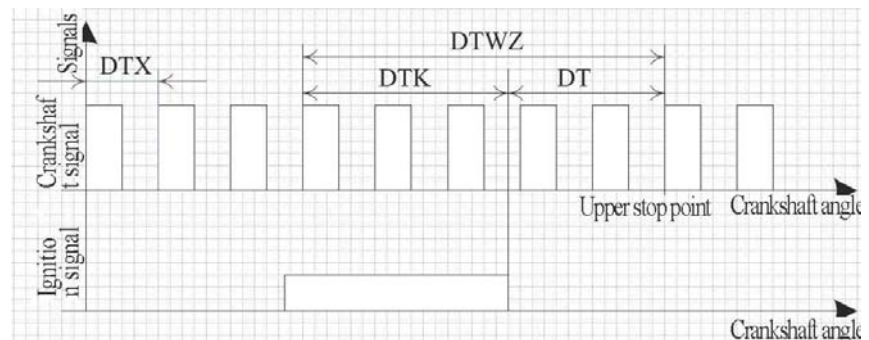 Signals
DTX
DTWZ
DTK
DT
Crankshaf
t signal
Upper stop point
Crankshaft angle
Ignitio
n signal
Crankshaft angle